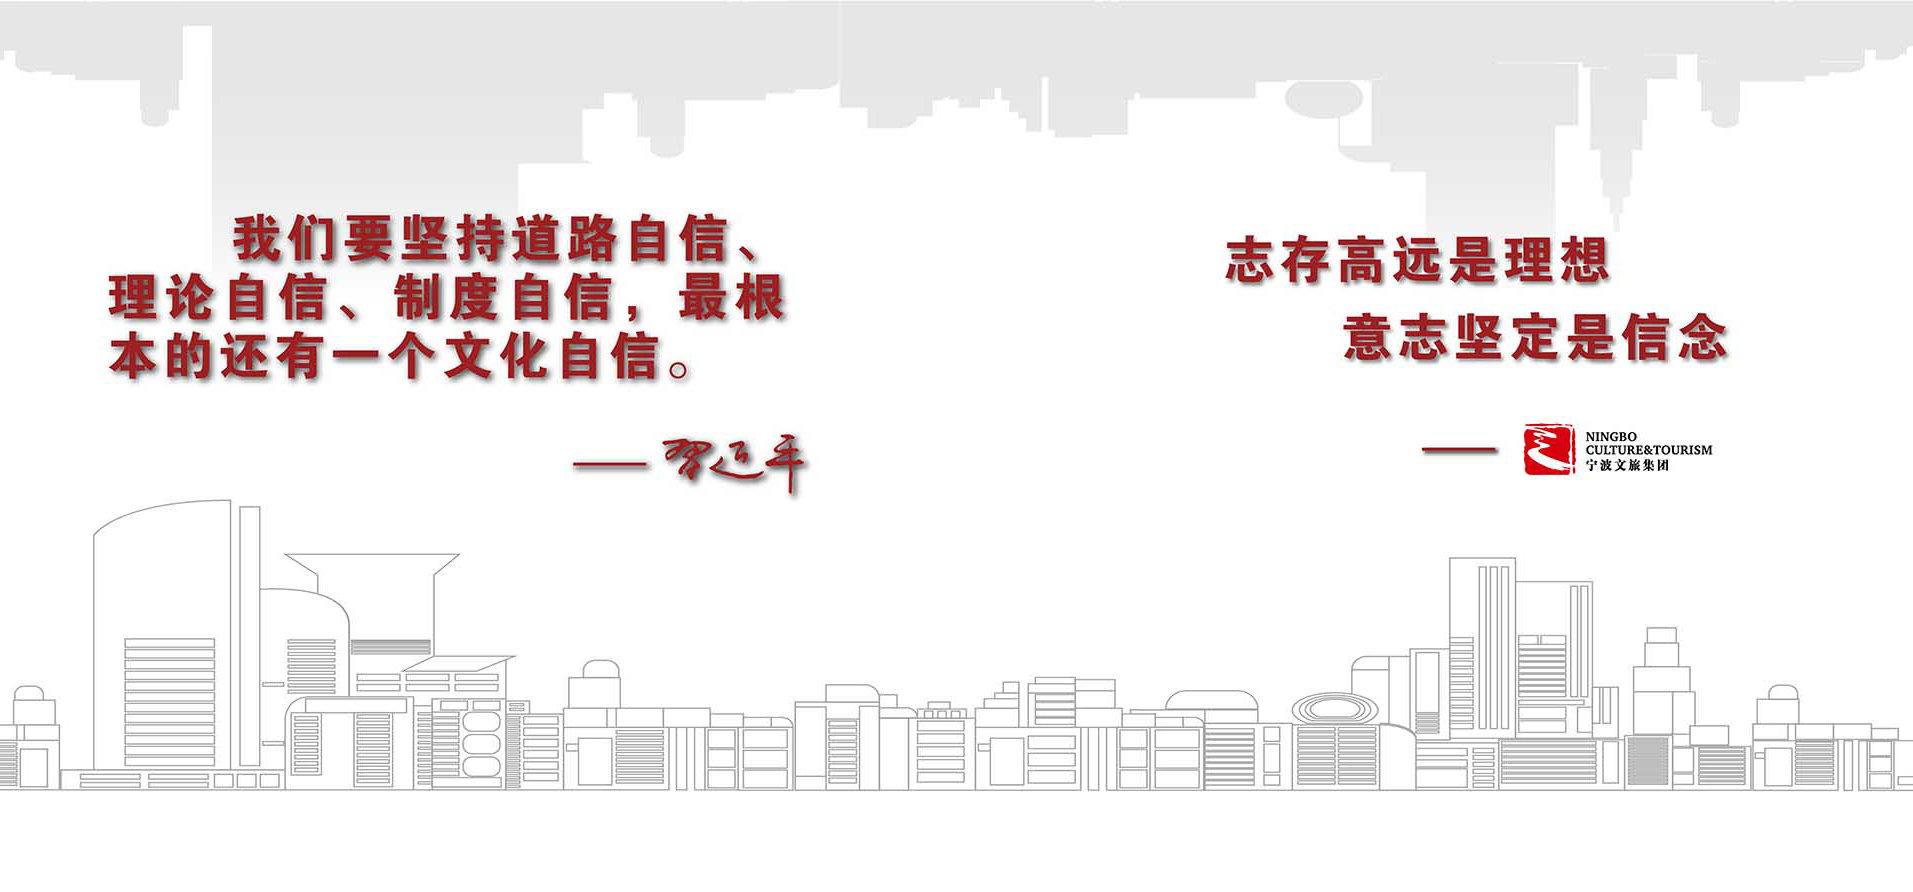 我们要坚持道路自信、
理论自信、制度自信，最根
本的还有一个文化自信。
——习近平
志存高远是理想
意志坚定是信念
——
NINGBO
CULTURE&TOURISM
宁波文旅集团